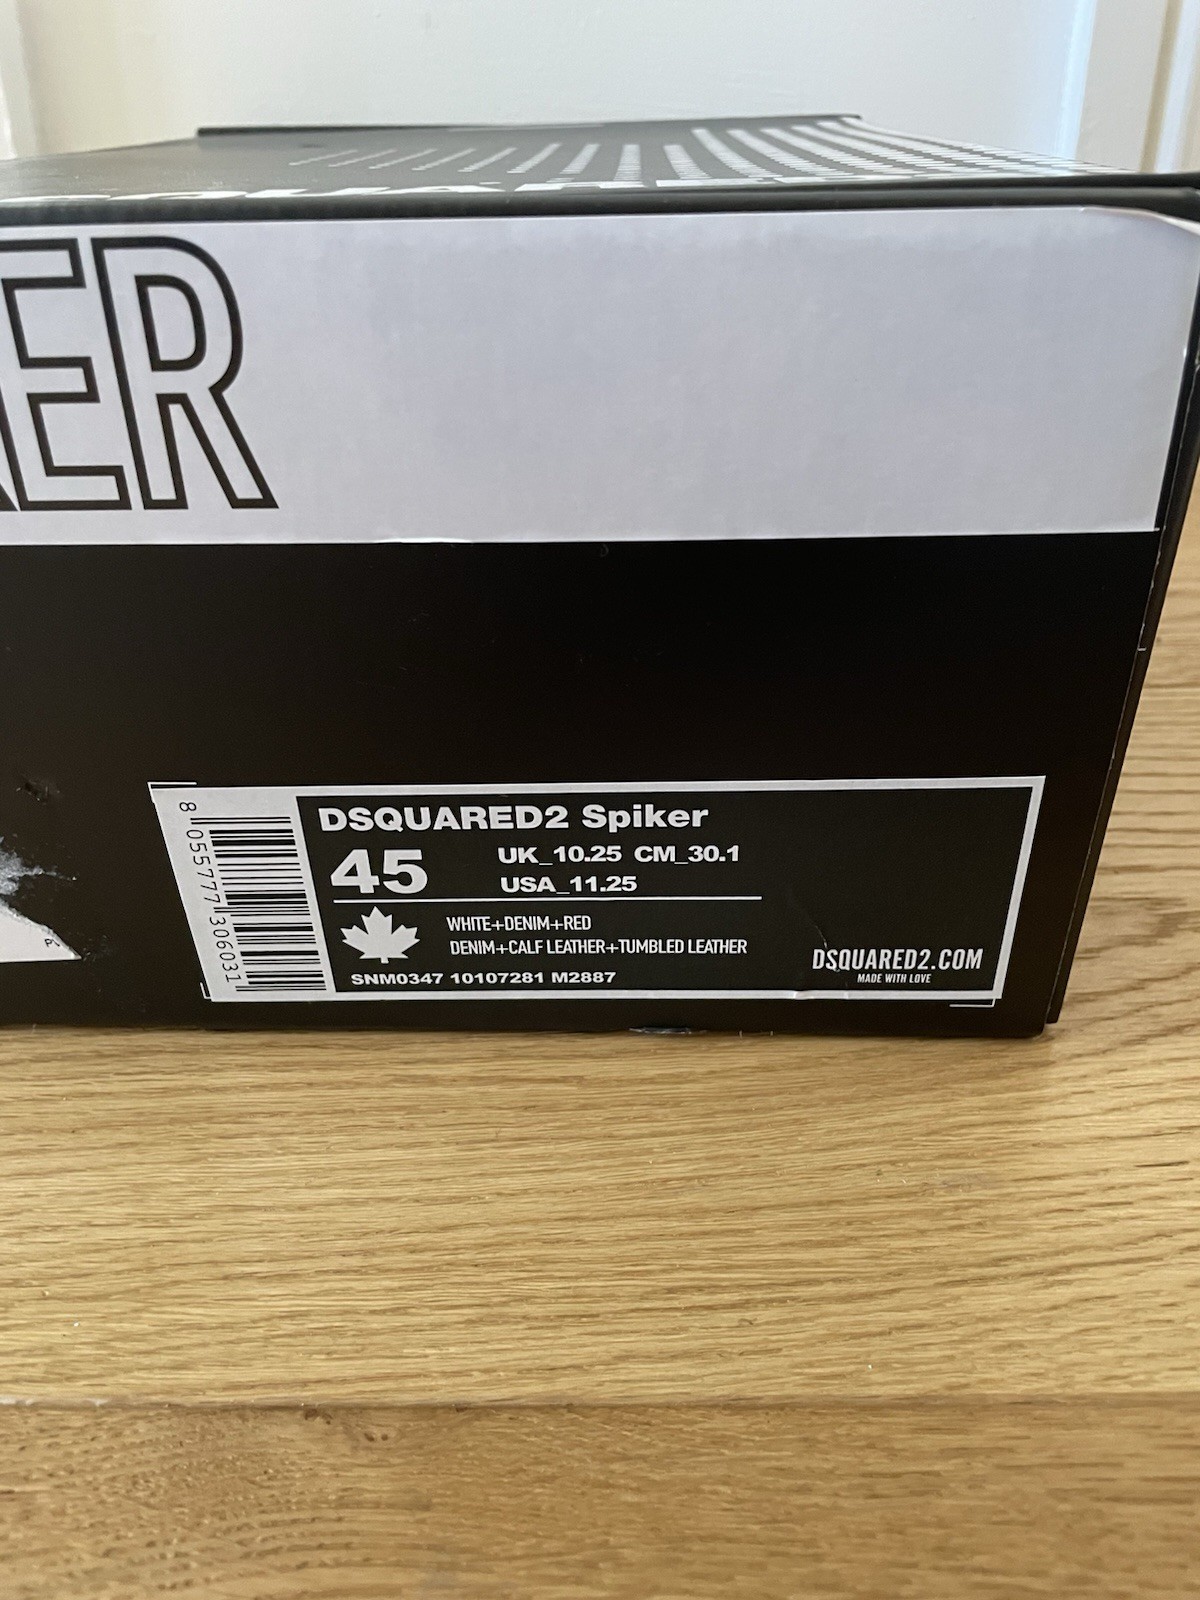 ER
8 055777 306031
DSQUARED2 Spiker
45
UK_10.25 CM_30.1
USA_11.25
WHITE+DENIM+RED
DENIM+CALF LEATHER+TUMBLED LEATHER
SNM0347 10107281 M2887
DSQUARED2.COM
MADE WITH LOVE